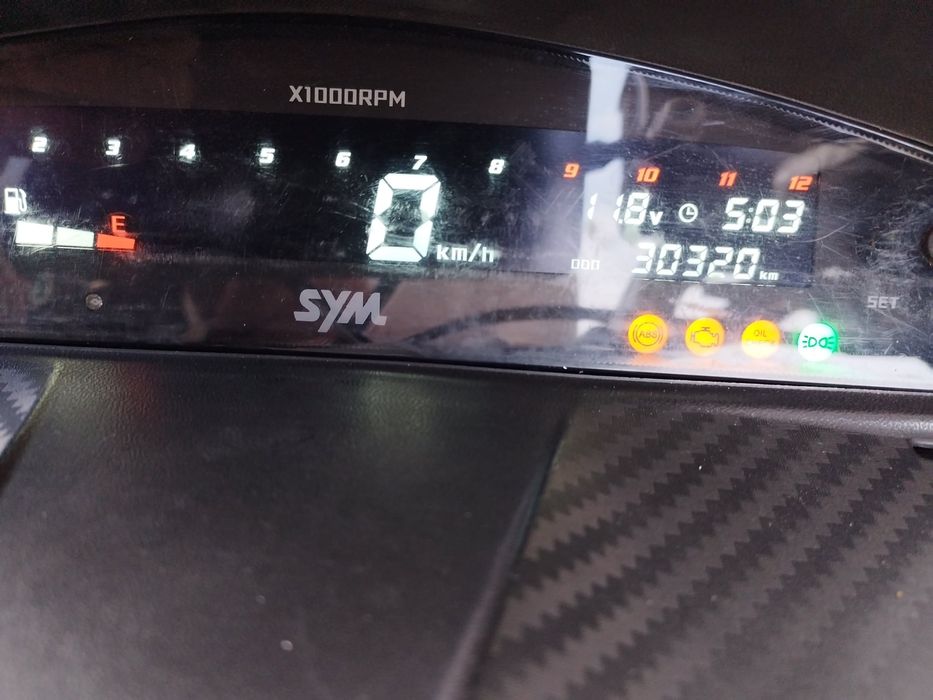 X1000RPM
2 3 4 5 6 7 8 9 10 11 12
E
0 km/h
11.8 v 5:03
30320 km
SYM
SET
ABS
OIL